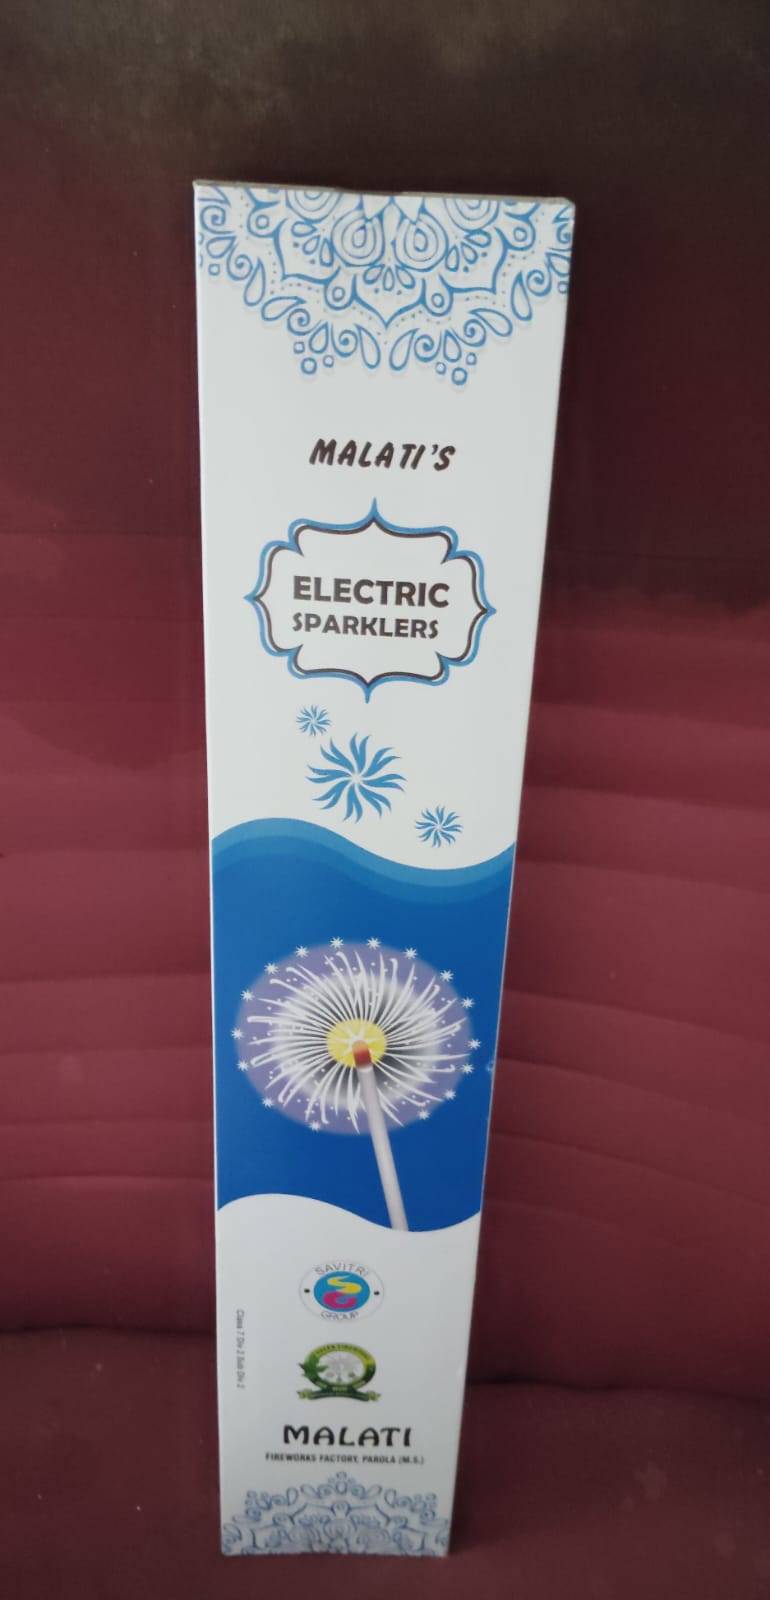 MALATI'S
ELECTRIC
SPARKLERS
SAVITRI
GROUP
Class 7 Div 2 Sub Div 2
MALATI
FIREWORKS FACTORY, PAROLA (M.S.)